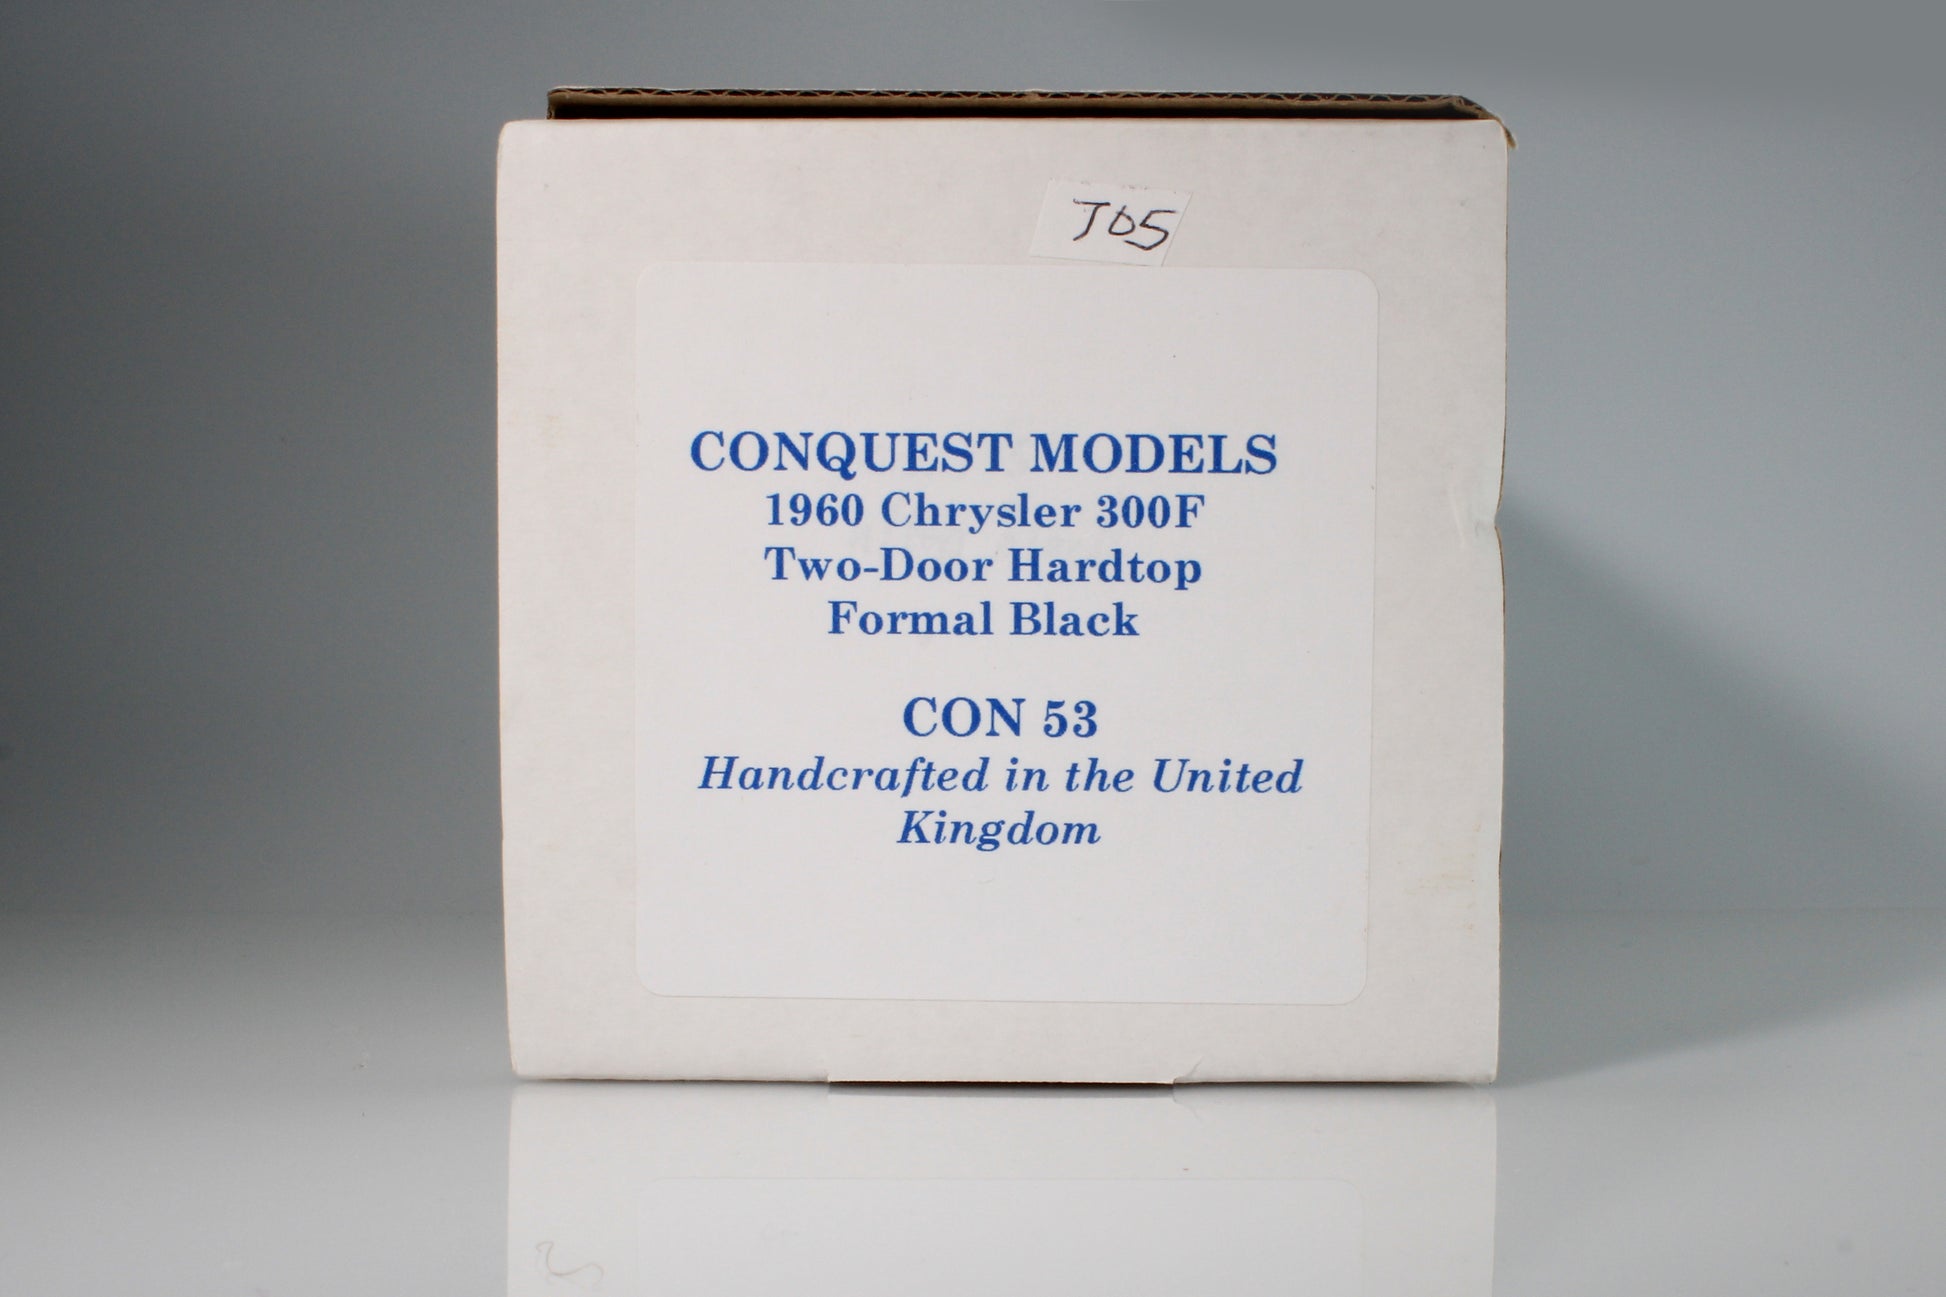 J05
CONQUEST MODELS
1960 Chrysler 300F
Two-Door Hardtop
Formal Black
CON 53
Handcrafted in the United
Kingdom